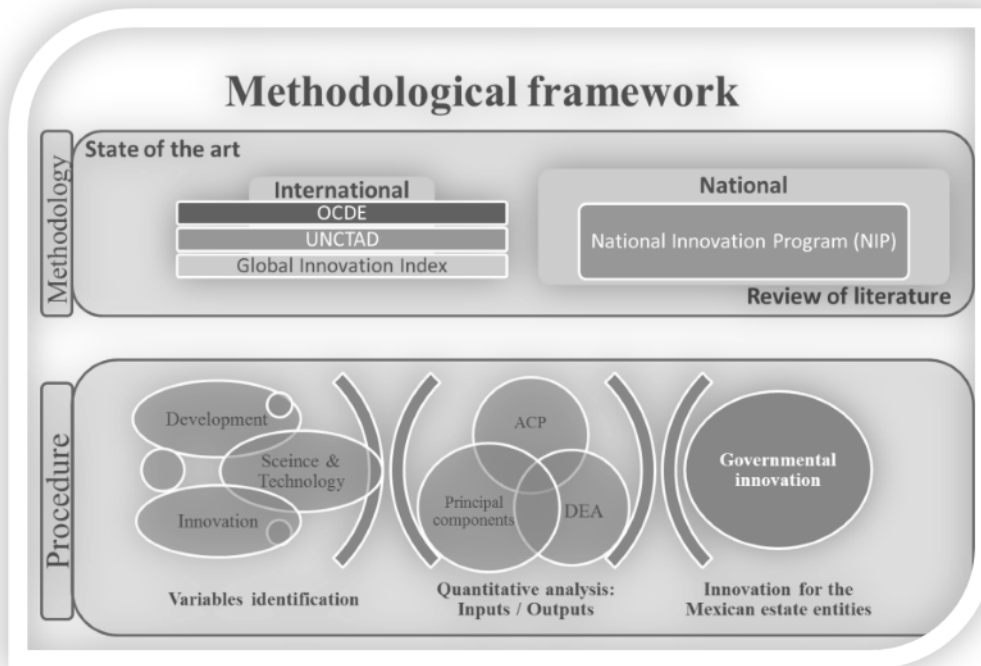 Methodological framework
Methodology
State of the art
International
OCDE
UNCTAD
Global Innovation Index
National
National Innovation Program (NIP)
Review of literature
Procedure
Development
Sceince &
Technology
Innovation
Variables identification
ACP
Principal
components
DEA
Quantitative analysis:
Inputs / Outputs
Governmental
innovation
Innovation for the
Mexican estate entities